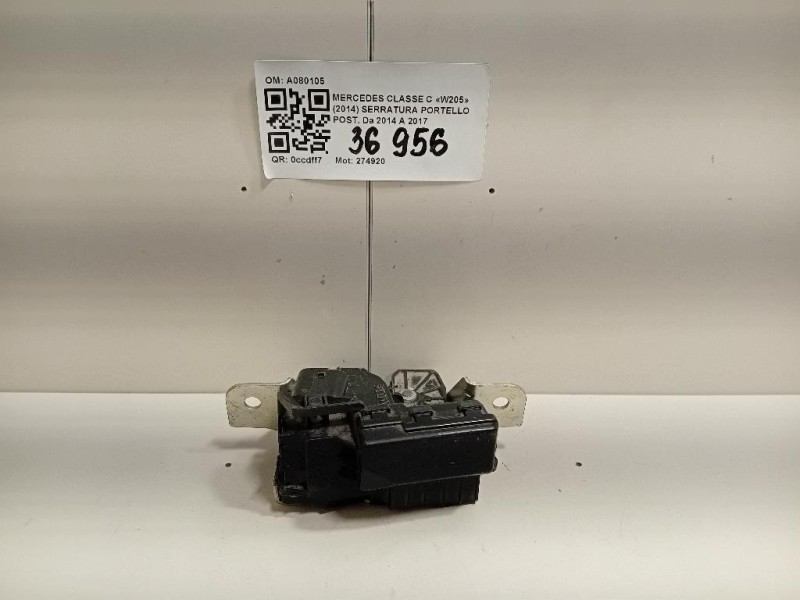 OM: A080105
MERCEDES CLASSE C «W205»
(2014) SERRATURA PORTELLO
POST. Da 2014 A 2017
36 956
QR: 0ccdff7 Mot: 274920